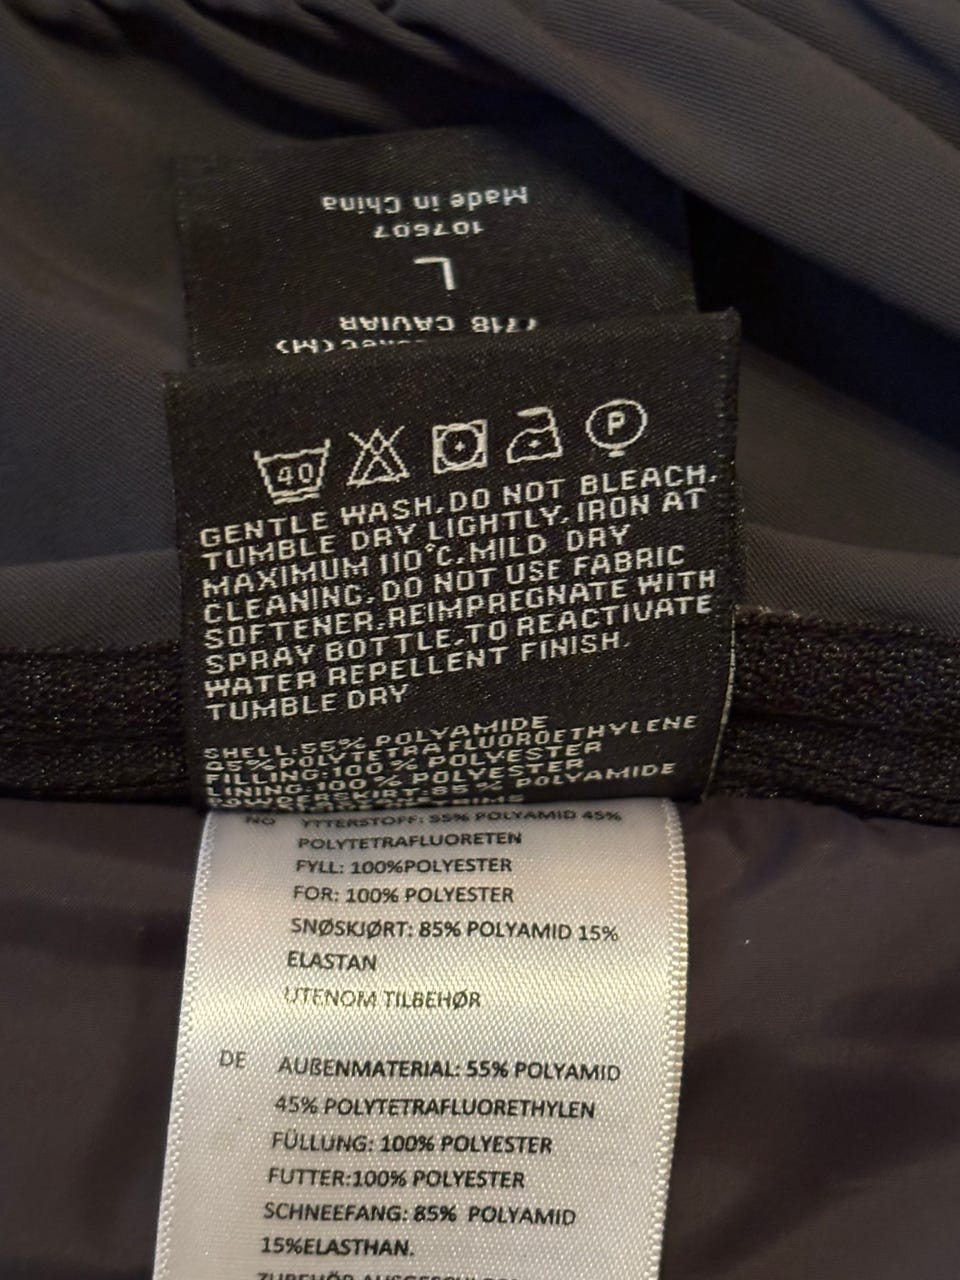 Made in China
107607
L
718 CAVIAR
(M)
40
P
GENTLE WASH.DO NOT BLEACH.
TUMBLE DRY LIGHTLY.IRON AT
MAXIMUM 110°C.MILD DRY
CLEANING.DO NOT USE FABRIC
SOFTENER.REIMPREGNATE WITH
SPRAY BOTTLE.TO REACTIVATE
WATER REPELLENT FINISH.
TUMBLE DRY
SHELL:55% POLYAMIDE
45%POLYTETRAFLUOROETHYLENE
FILLING:100 % POLYESTER
LINING:100 % POLYESTER
POWDERSKIRT:85 % POLYAMIDE
NO YTTERSTOFF: 55% POLYAMID 45%
POLYTETRAFLUORETEN
FYLL: 100%POLYESTER
FOR: 100% POLYESTER
SNØSKJØRT: 85% POLYAMID 15%
ELASTAN
UTENOM TILBEHØR
DE AUßENMATERIAL: 55% POLYAMID
45% POLYTETRAFLUORETHYLEN
FÜLLUNG: 100% POLYESTER
FUTTER:100% POLYESTER
SCHNEEFANG: 85% POLYAMID
15%ELASTHAN.